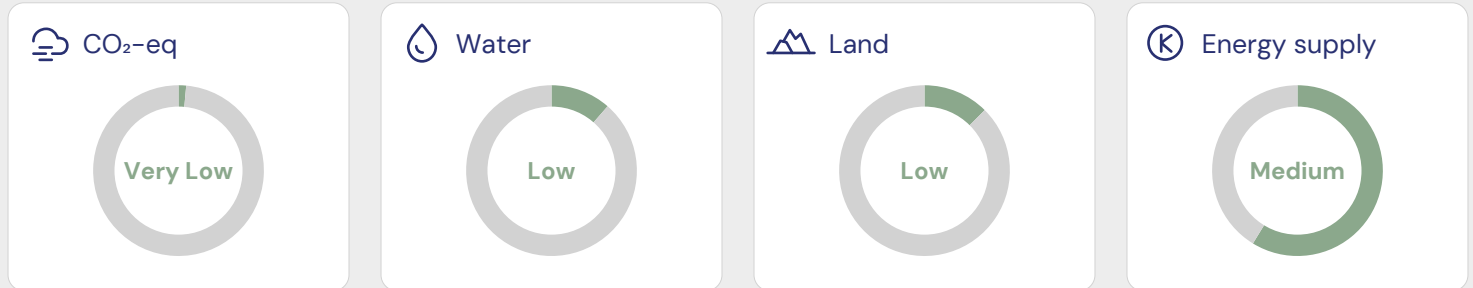 CO₂-eq
Very Low
Water
Low
Land
Low
Energy supply
Medium